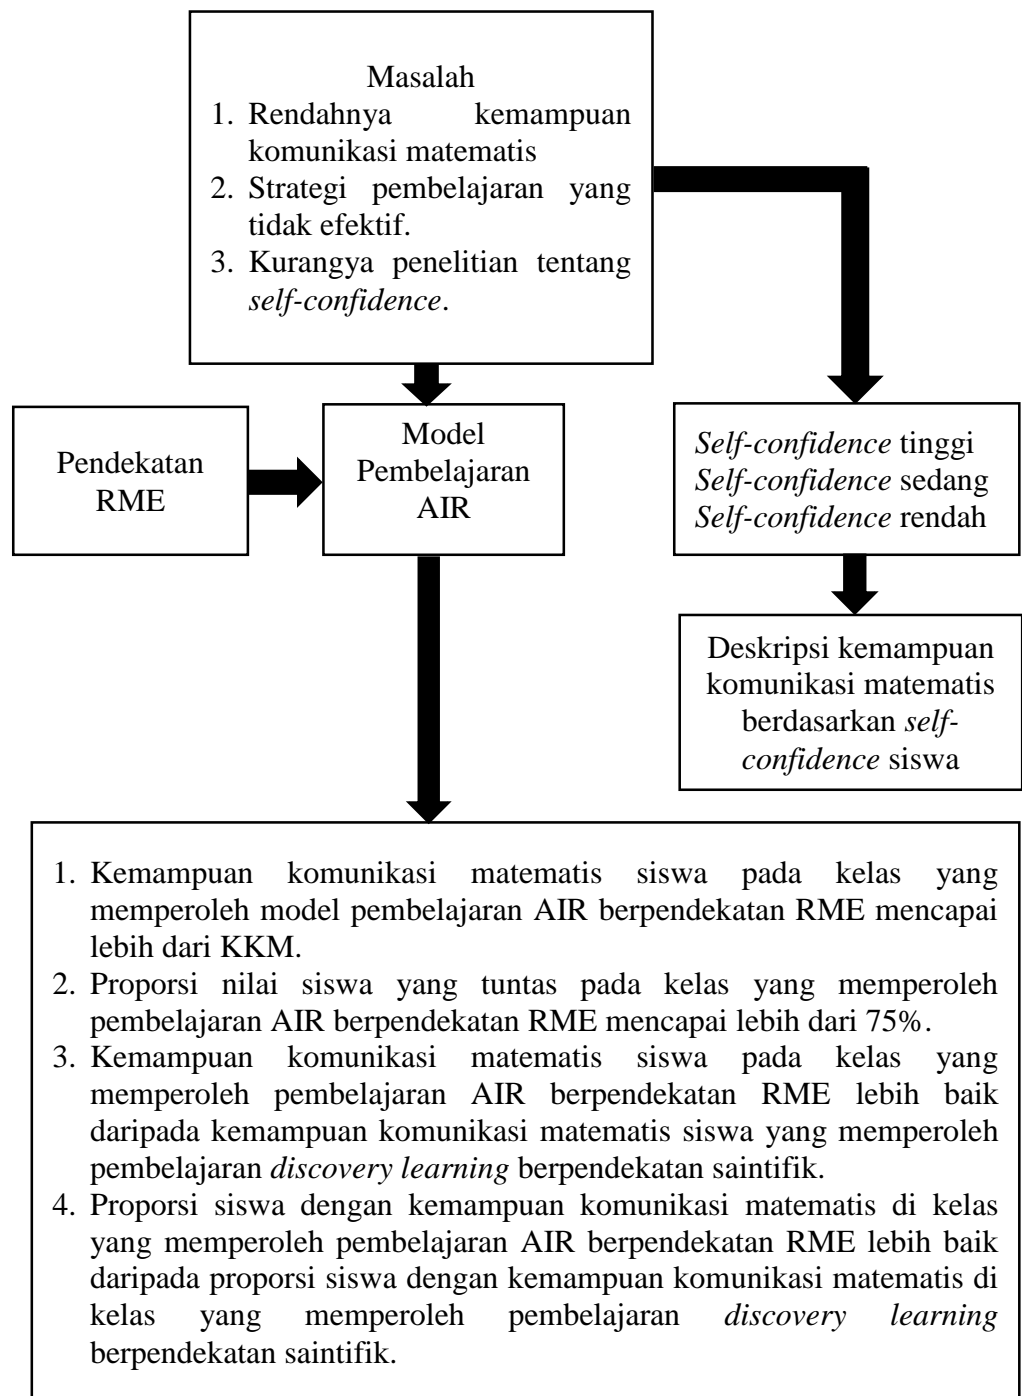 Masalah
1. Rendahnya kemampuan
komunikasi matematis
2. Strategi pembelajaran yang
tidak efektif.
3. Kurangya penelitian tentang
self-confidence.
Pendekatan
RME
Model
Pembelajaran
AIR
Self-confidence tinggi
Self-confidence sedang
Self-confidence rendah
Deskripsi kemampuan
komunikasi matematis
berdasarkan self-
confidence siswa
1. Kemampuan komunikasi matematis siswa pada kelas yang
memperoleh model pembelajaran AIR berpendekatan RME mencapai
lebih dari KKM.
2. Proporsi nilai siswa yang tuntas pada kelas yang memperoleh
pembelajaran AIR berpendekatan RME mencapai lebih dari 75%.
3. Kemampuan komunikasi matematis siswa pada kelas yang
memperoleh pembelajaran AIR berpendekatan RME lebih baik
daripada kemampuan komunikasi matematis siswa yang memperoleh
pembelajaran discovery learning berpendekatan saintifik.
4. Proporsi siswa dengan kemampuan komunikasi matematis di kelas
yang memperoleh pembelajaran AIR berpendekatan RME lebih baik
daripada proporsi siswa dengan kemampuan komunikasi matematis di
kelas yang memperoleh pembelajaran discovery learning
berpendekatan saintifik.